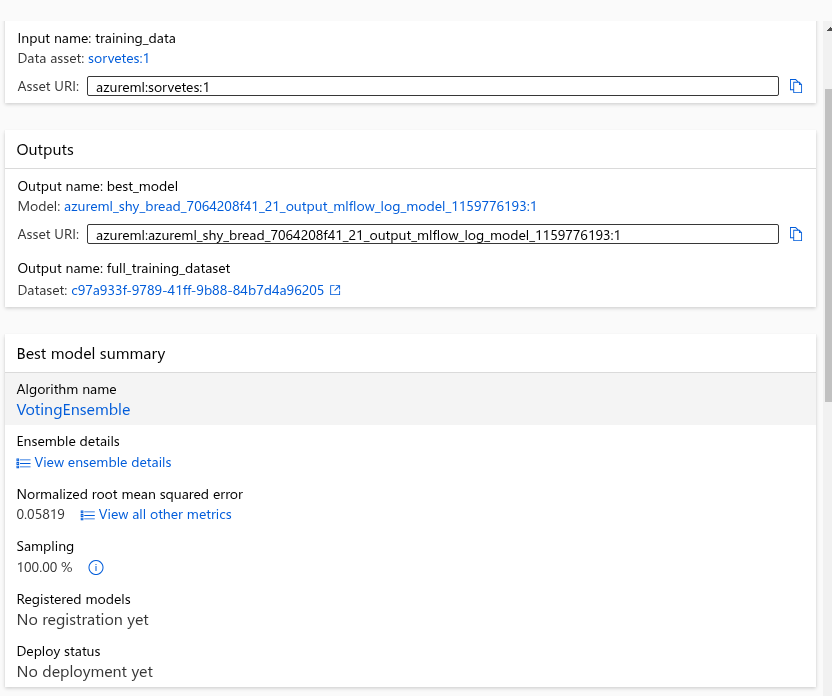 Input name: training_data
Data asset: sorvetes:1
Asset URI: azureml:sorvetes:1
Outputs
Output name: best_model
Model: azureml_shy_bread_7064208f41_21_output_mlflow_log_model_1159776193:1
Asset URI: azureml:azureml_shy_bread_7064208f41_21_output_mlflow_log_model_1159776193:1
Output name: full_training_dataset
Dataset: c97a933f-9789-41ff-9b88-84b7d4a96205
Best model summary
Algorithm name
VotingEnsemble
Ensemble details
View ensemble details
Normalized root mean squared error
0.05819 View all other metrics
Sampling
100.00 %
Registered models
No registration yet
Deploy status
No deployment yet